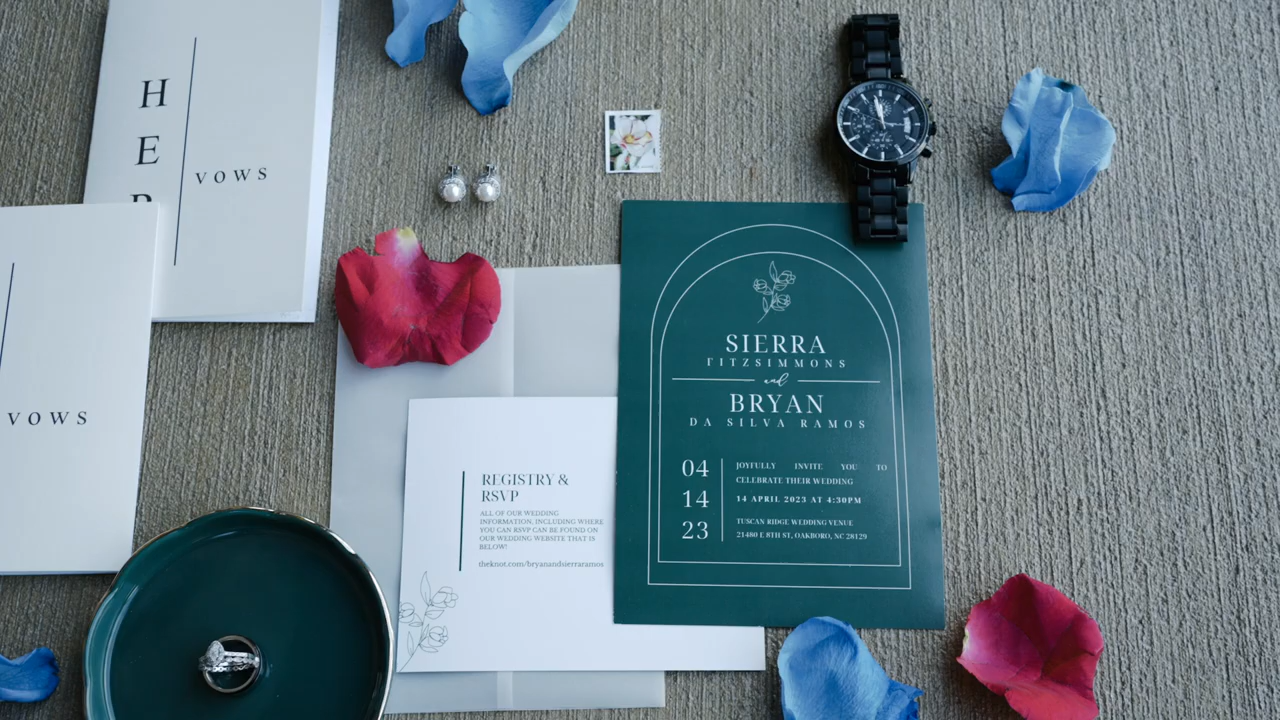 H
E
R
VOWS
VOWS
REGISTRY &
RSVP
ALL OF OUR WEDDING
INFORMATION, INCLUDING WHERE
YOU CAN RSVP CAN BE FOUND ON
OUR WEDDING WEBSITE THAT IS
BELOW!
theknot.com/bryanandsierraramos
SIERRA
FITZSIMMONS
and
BRYAN
DA SILVA RAMOS
04
14
23
JOYFULLY INVITE YOU TO
CELEBRATE THEIR WEDDING
14 APRIL 2023 AT 4:30PM
TUSCAN RIDGE WEDDING VENUE
21480 E 8TH ST, OAKBORO, NC 28129